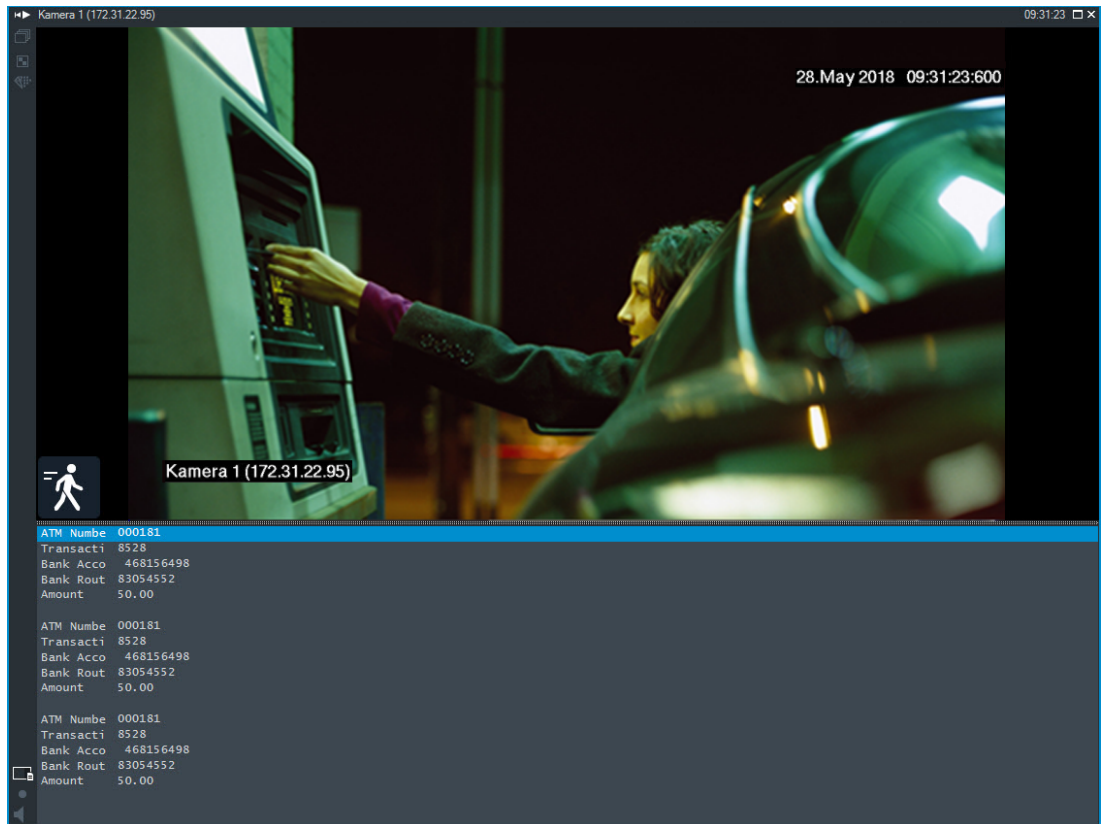 Kamera 1 (172.31.22.95) 09:31:23
28.May 2018 09:31:23:600
Kamera 1 (172.31.22.95)
ATM Numbe 000181
Transacti 8528
Bank Acco 468156498
Bank Rout 83054552
Amount 50.00
ATM Numbe 000181
Transacti 8528
Bank Acco 468156498
Bank Rout 83054552
Amount 50.00
ATM Numbe 000181
Transacti 8528
Bank Acco 468156498
Bank Rout 83054552
Amount 50.00